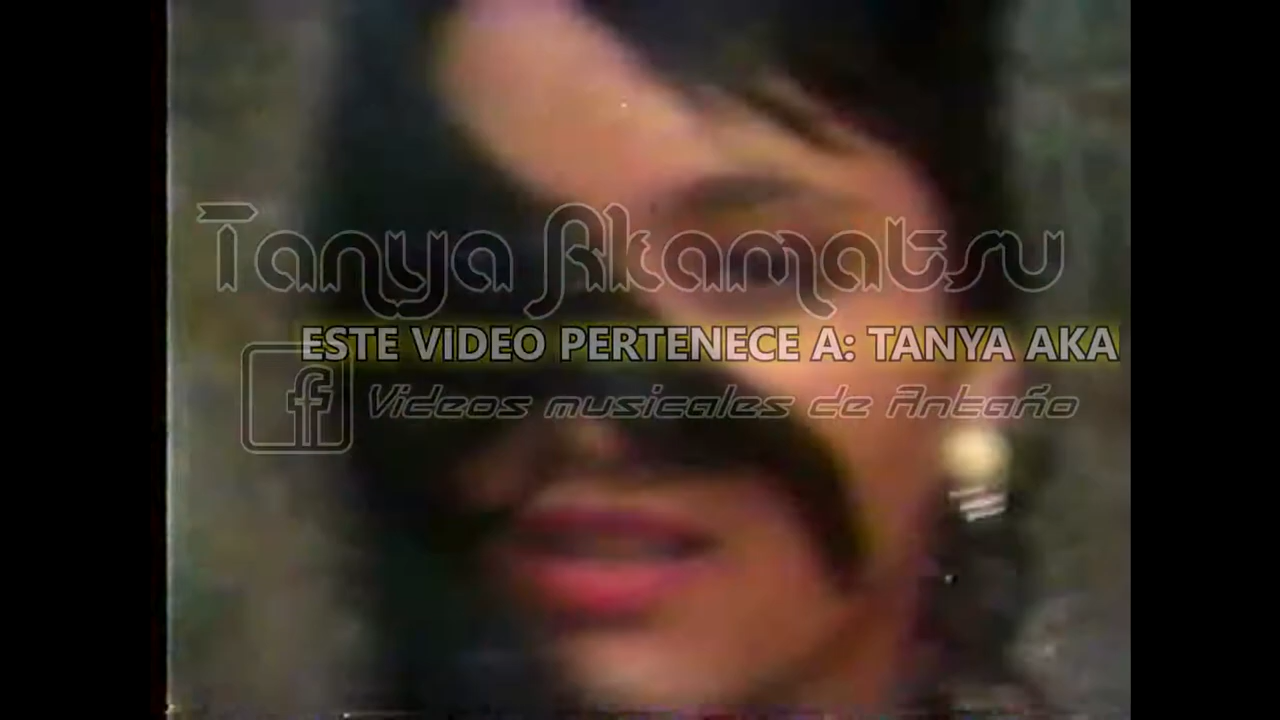 Tanya Akamatsu
ESTE VIDEO PERTENECE A: TANYA AKA
f Videos musicales de Antaño